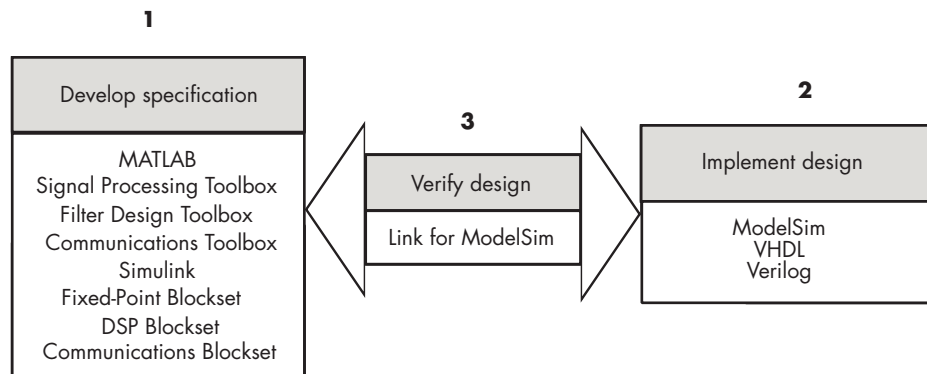 1
Develop specification
MATLAB
Signal Processing Toolbox
Filter Design Toolbox
Communications Toolbox
Simulink
Fixed-Point Blockset
DSP Blockset
Communications Blockset
3
Verify design
Link for ModelSim
2
Implement design
ModelSim
VHDL
Verilog